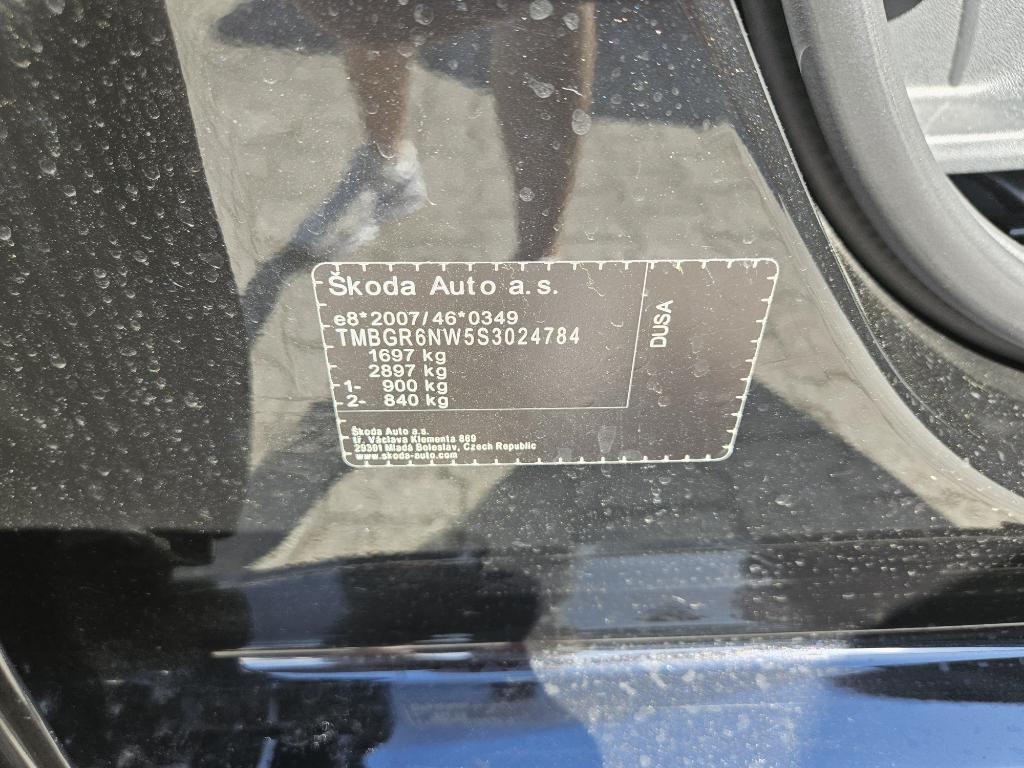 Škoda Auto a.s.
e8*2007/46*0349
TMBGR6NW5S3024784
1697 kg
2897 kg
1- 900 kg
2- 840 kg
DUSA
Škoda Auto a.s.
tř. Václava Klementa 869
29301 Mladá Boleslav, Czech Republic
www.skoda-auto.com